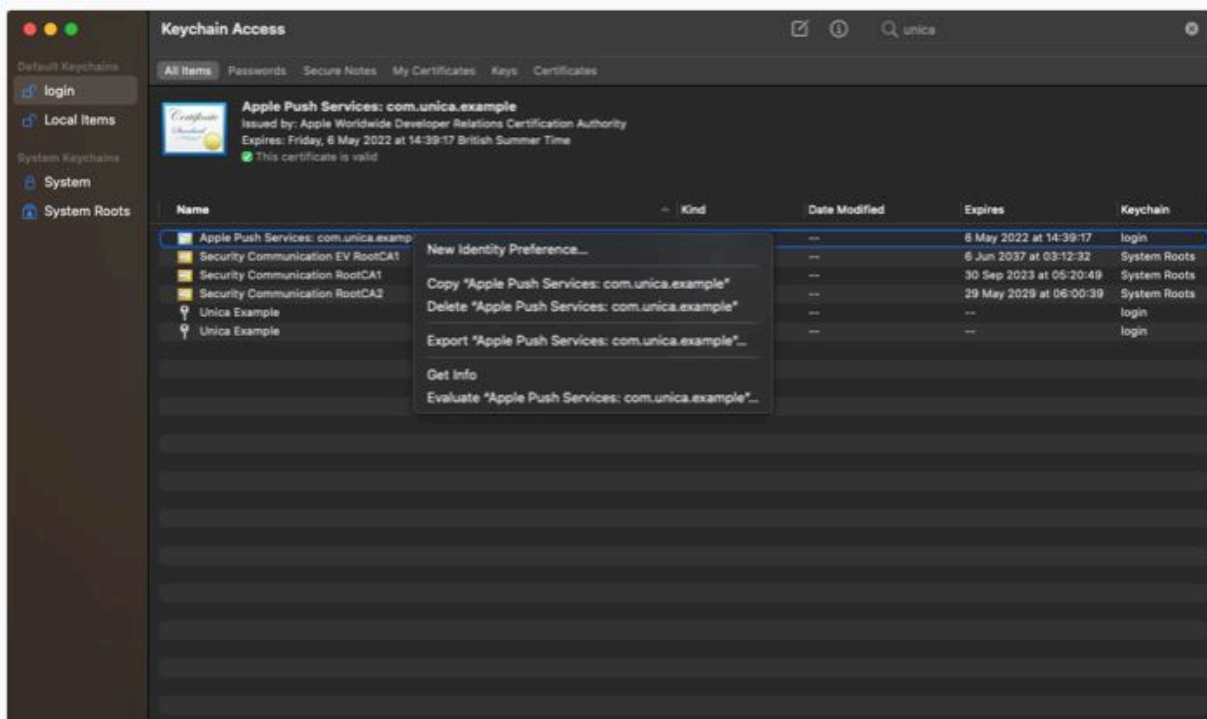 Keychain Access
unica
Default Keychains
login
Local Items
System Keychains
System
System Roots
All Items Passwords Secure Notes My Certificates Keys Certificates
Apple Push Services: com.unica.example
Issued by: Apple Worldwide Developer Relations Certification Authority
Expires: Friday, 6 May 2022 at 14:39:17 British Summer Time
This certificate is valid
Name Kind Date Modified Expires Keychain
Apple Push Services: com.unica.examp -- 6 May 2022 at 14:39:17 login
Security Communication EV RootCA1 -- 6 Jun 2037 at 03:12:32 System Roots
Security Communication RootCA1 -- 30 Sep 2023 at 05:20:49 System Roots
Security Communication RootCA2 -- 29 May 2029 at 06:00:39 System Roots
Unica Example -- -- login
Unica Example -- -- login
New Identity Preference...
Copy "Apple Push Services: com.unica.example"
Delete "Apple Push Services: com.unica.example"
Export "Apple Push Services: com.unica.example"...
Get Info
Evaluate "Apple Push Services: com.unica.example"...